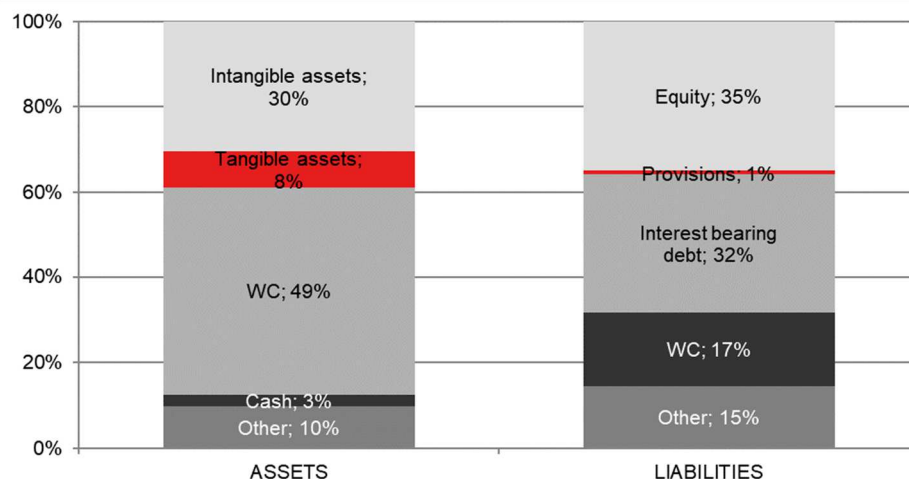 100%
80%
60%
40%
20%
0%
Intangible assets;
30%
Tangible assets;
8%
WC; 49%
Cash; 3%
Other; 10%
Equity; 35%
Provisions; 1%
Interest bearing
debt; 32%
WC; 17%
Other; 15%
ASSETS
LIABILITIES